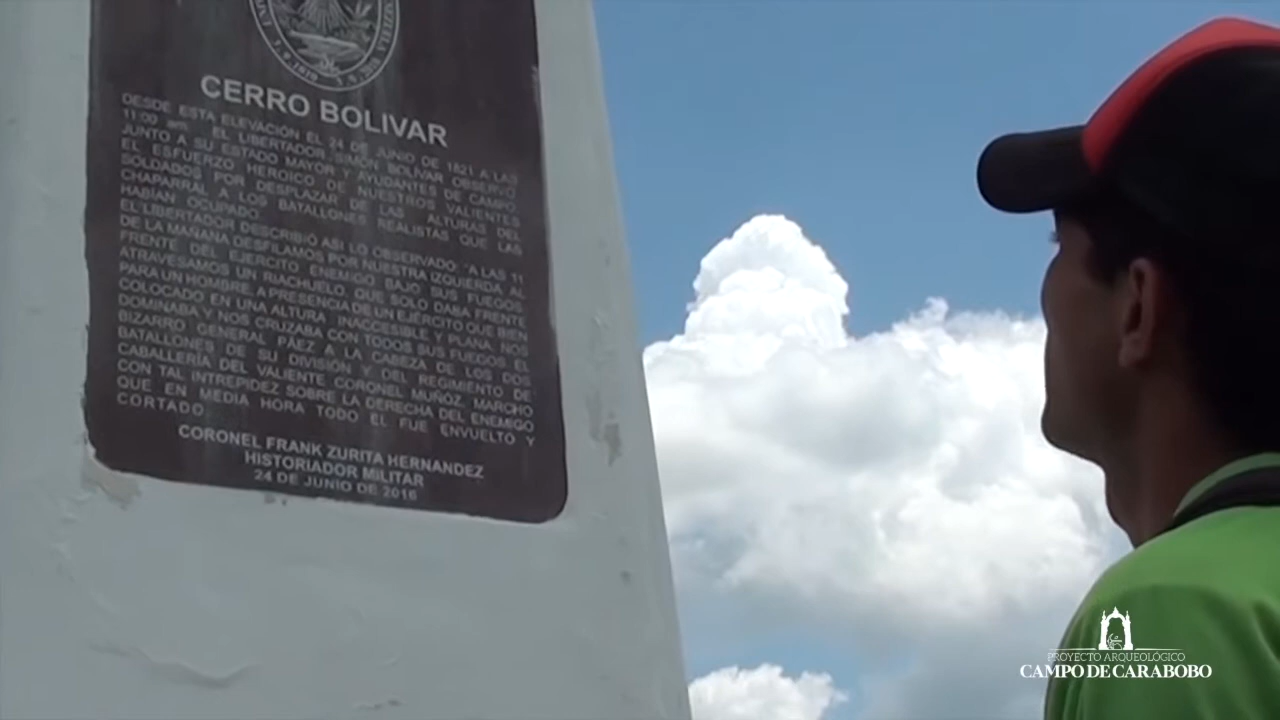 CERRO BOLIVAR
DESDE ESTA ELEVACIÓN EL 24 DE JUNIO DE 1821 A LAS
11:00 am. EL LIBERTADOR SIMÓN BOLÍVAR OBSERVÓ,
JUNTO A SU ESTADO MAYOR Y AYUDANTES DE CAMPO,
EL ESFUERZO HEROICO DE NUESTROS VALIENTES
SOLDADOS POR DESPLAZAR DE LAS ALTURAS DEL
CHAPARRAL A LOS BATALLONES REALISTAS QUE LAS
HABÍAN OCUPADO.
EL LIBERTADOR DESCRIBIÓ ASÍ LO OBSERVADO: "A LAS 11
DE LA MAÑANA DESFILAMOS POR NUESTRA IZQUIERDA AL
FRENTE DEL EJERCITO ENEMIGO BAJO SUS FUEGOS
ATRAVESAMOS UN RIACHUELO, QUE SOLO DABA FRENTE
PARA UN HOMBRE, A PRESENCIA DE UN EJÉRCITO QUE BIEN
COLOCADO EN UNA ALTURA INACCESIBLE Y PLANA, NOS
DOMINABA Y NOS CRUZABA CON TODOS SUS FUEGOS. EL
BIZARRO GENERAL PÁEZ A LA CABEZA DE LOS DOS
BATALLONES DE SU DIVISIÓN Y DEL REGIMIENTO DE
CABALLERÍA DEL VALIENTE CORONEL MUÑOZ, MARCHO
CON TAL INTREPIDEZ SOBRE LA DERECHA DEL ENEMIGO
QUE EN MEDIA HORA TODO EL FUE ENVUELTO Y
CORTADO
CORONEL FRANK ZURITA HERNANDEZ
HISTORIADOR MILITAR
24 DE JUNIO DE 2016
PROYECTO ARQUEOLÓGICO
CAMPO DE CARABOBO